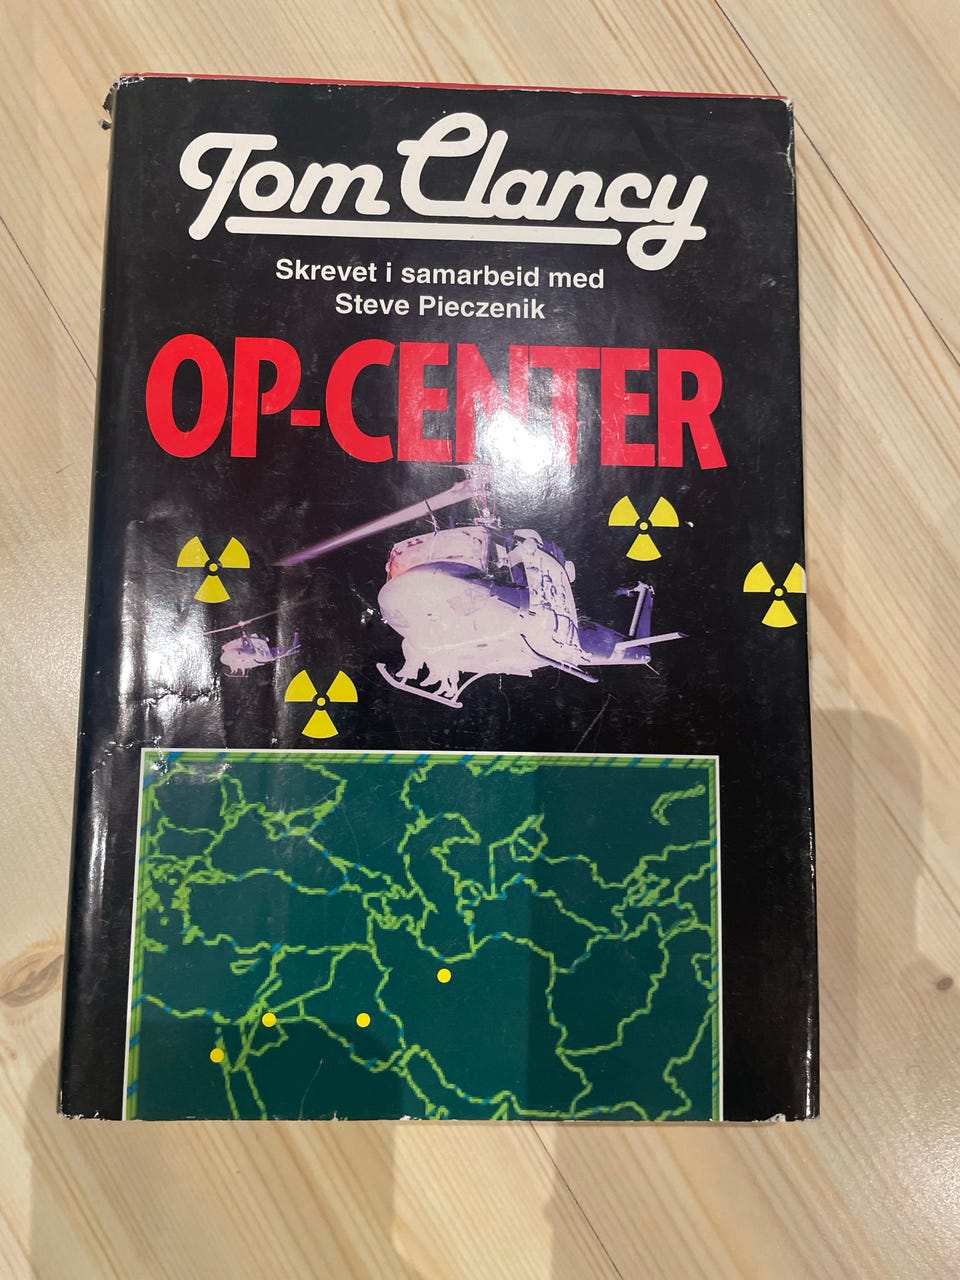 Tom Clancy
Skrevet i samarbeid med
Steve Pieczenik
OP-CENTER